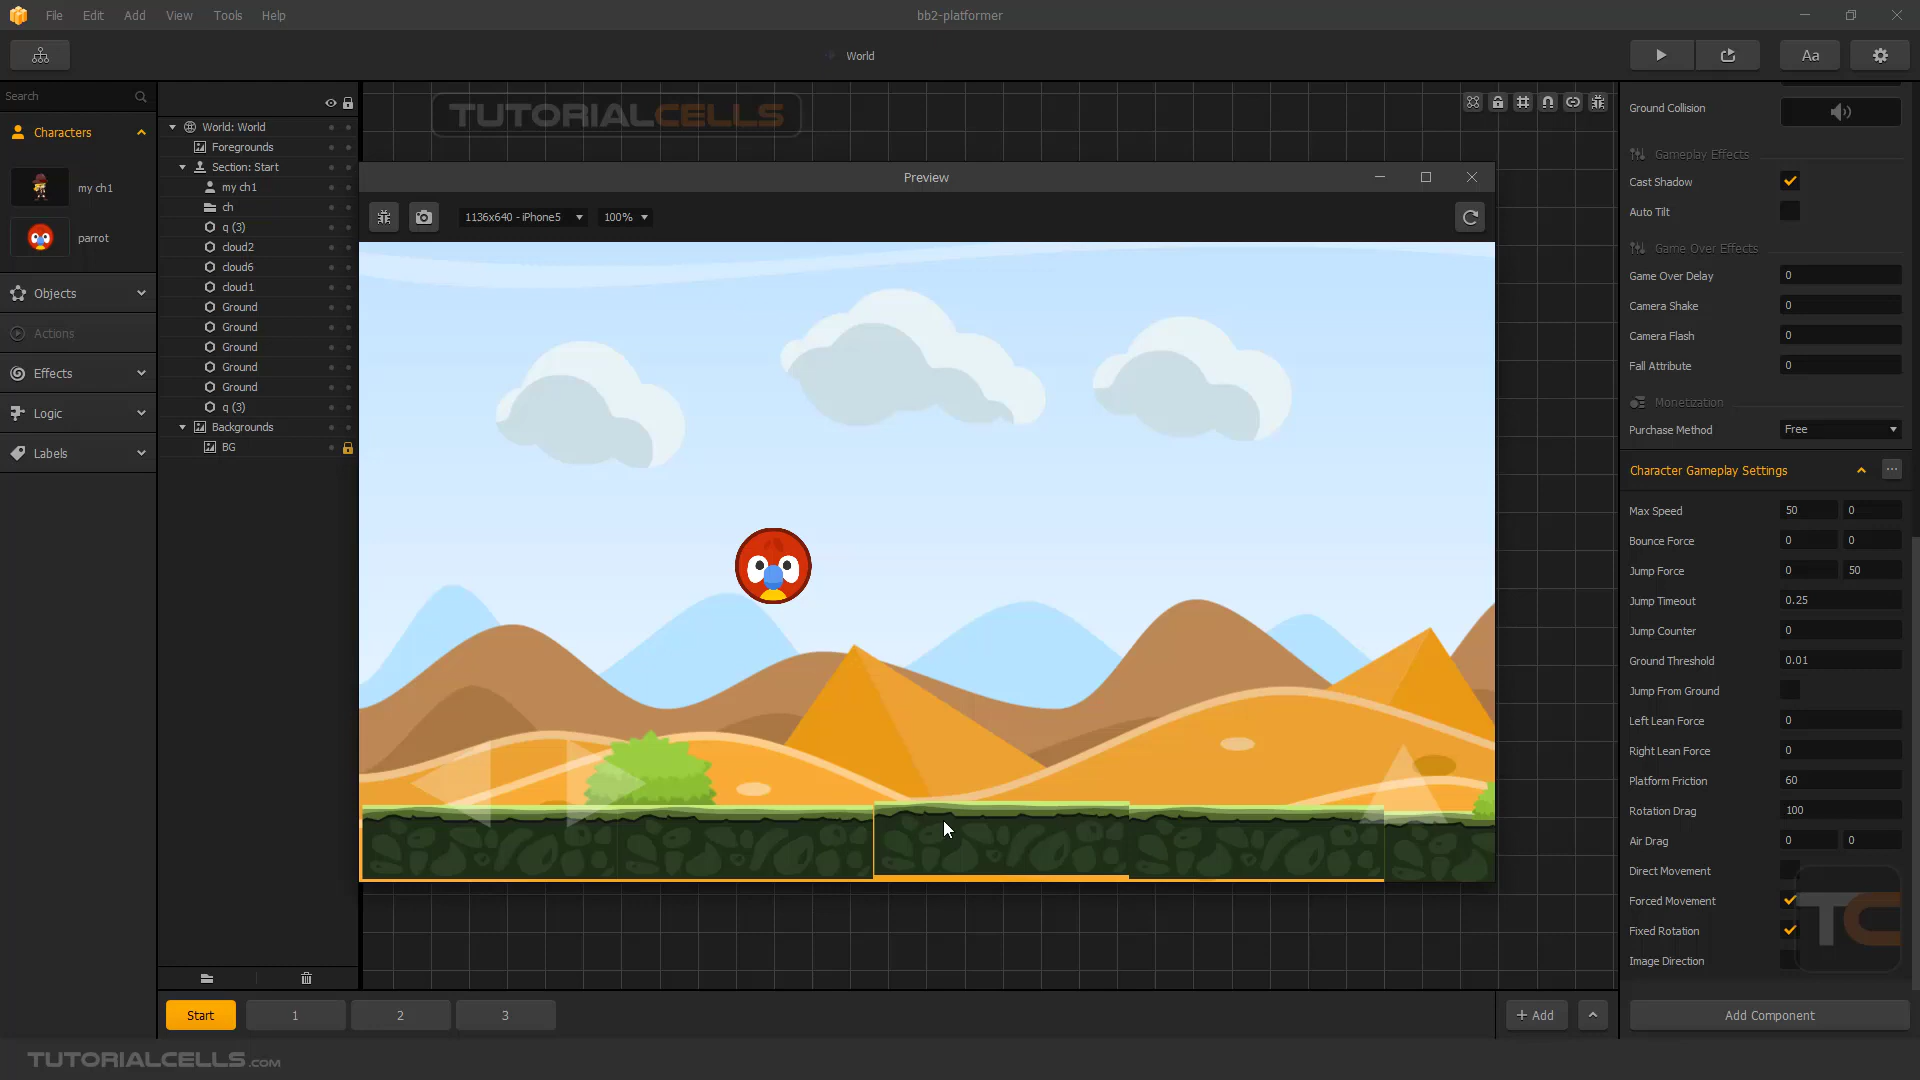 File Edit Add View Tools Help
bb2-platformer
World
Aa
Search
Characters
my ch1
parrot
Objects
Actions
Effects
Logic
Labels
World: World
Foregrounds
Section: Start
my ch1
ch
q (3)
cloud2
cloud6
cloud1
Ground
Ground
Ground
Ground
Ground
q (3)
Backgrounds
BG
TUTORIALCELLS
Preview
1136x640 - iPhone5 100%
Ground Collision
Gameplay Effects
Cast Shadow
Auto Tilt
Game Over Effects
Game Over Delay 0
Camera Shake 0
Camera Flash 0
Fall Attribute 0
Monetization
Purchase Method Free
Character Gameplay Settings
Max Speed 50 0
Bounce Force 0 0
Jump Force 0 50
Jump Timeout 0.25
Jump Counter 0
Ground Threshold 0.01
Jump From Ground
Left Lean Force 0
Right Lean Force 0
Platform Friction 60
Rotation Drag 100
Air Drag 0 0
Direct Movement
Forced Movement
Fixed Rotation
Image Direction
TC
Start 1 2 3
+ Add
Add Component
TUTORIALCELLS.COM